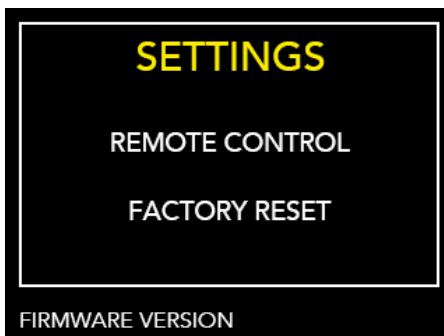 SETTINGS
REMOTE CONTROL
FACTORY RESET
FIRMWARE VERSION